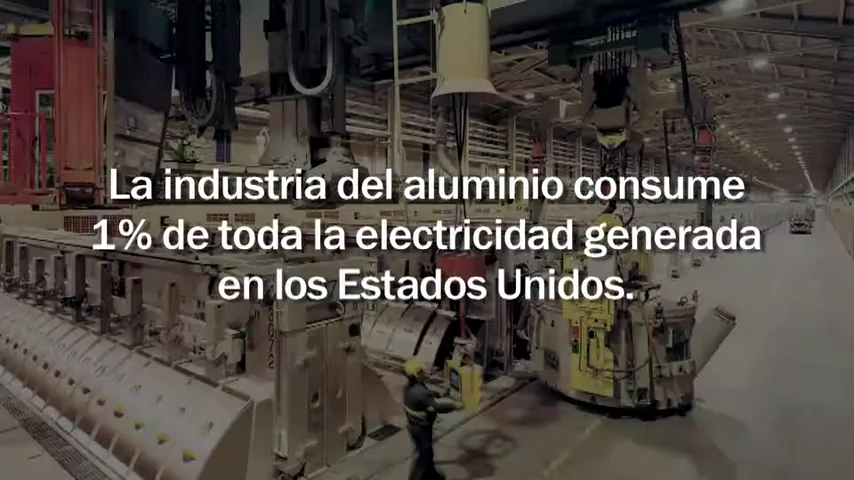 La industria del aluminio consume
1% de toda la electricidad generada
en los Estados Unidos.